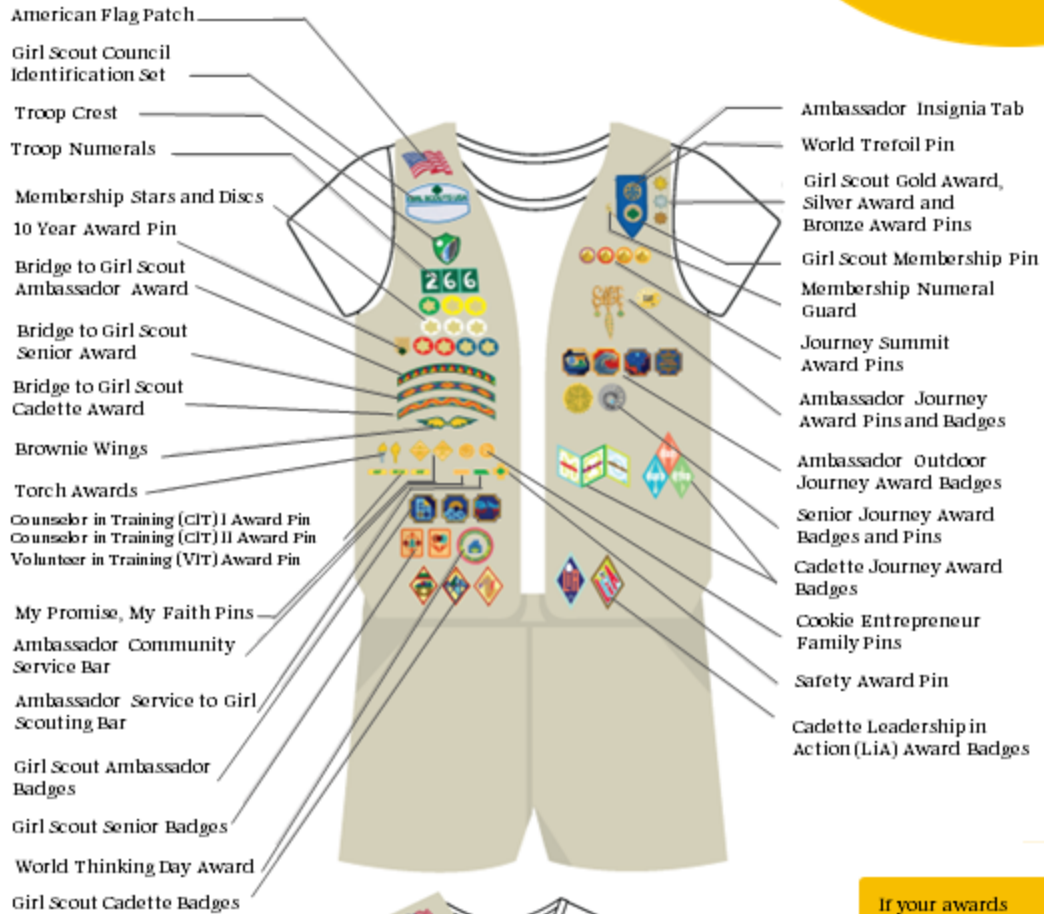 American Flag Patch
Girl Scout Council
Identification Set
Troop Crest
Troop Numerals
Membership Stars and Discs
10 Year Award Pin
Bridge to Girl Scout
Ambassador Award
Bridge to Girl Scout
Senior Award
Bridge to Girl Scout
Cadette Award
Brownie Wings
Torch Awards
Counselor in Training (CIT) I Award Pin
Counselor in Training (CIT) II Award Pin
Volunteer in Training (VIT) Award Pin
My Promise, My Faith Pins
Ambassador Community
Service Bar
Ambassador Service to Girl
Scouting Bar
Girl Scout Ambassador
Badges
Girl Scout Senior Badges
World Thinking Day Award
Girl Scout Cadette Badges
GIRL SCOUTS USA
266
Ambassador Insignia Tab
World Trefoil Pin
Girl Scout Gold Award,
Silver Award and
Bronze Award Pins
Girl Scout Membership Pin
Membership Numeral
Guard
Journey Summit
Award Pins
Ambassador Journey
Award Pins and Badges
Ambassador Outdoor
Journey Award Badges
Senior Journey Award
Badges and Pins
Cadette Journey Award
Badges
Cookie Entrepreneur
Family Pins
Safety Award Pin
Cadette Leadership in
Action (LiA) Award Badges
If your awards